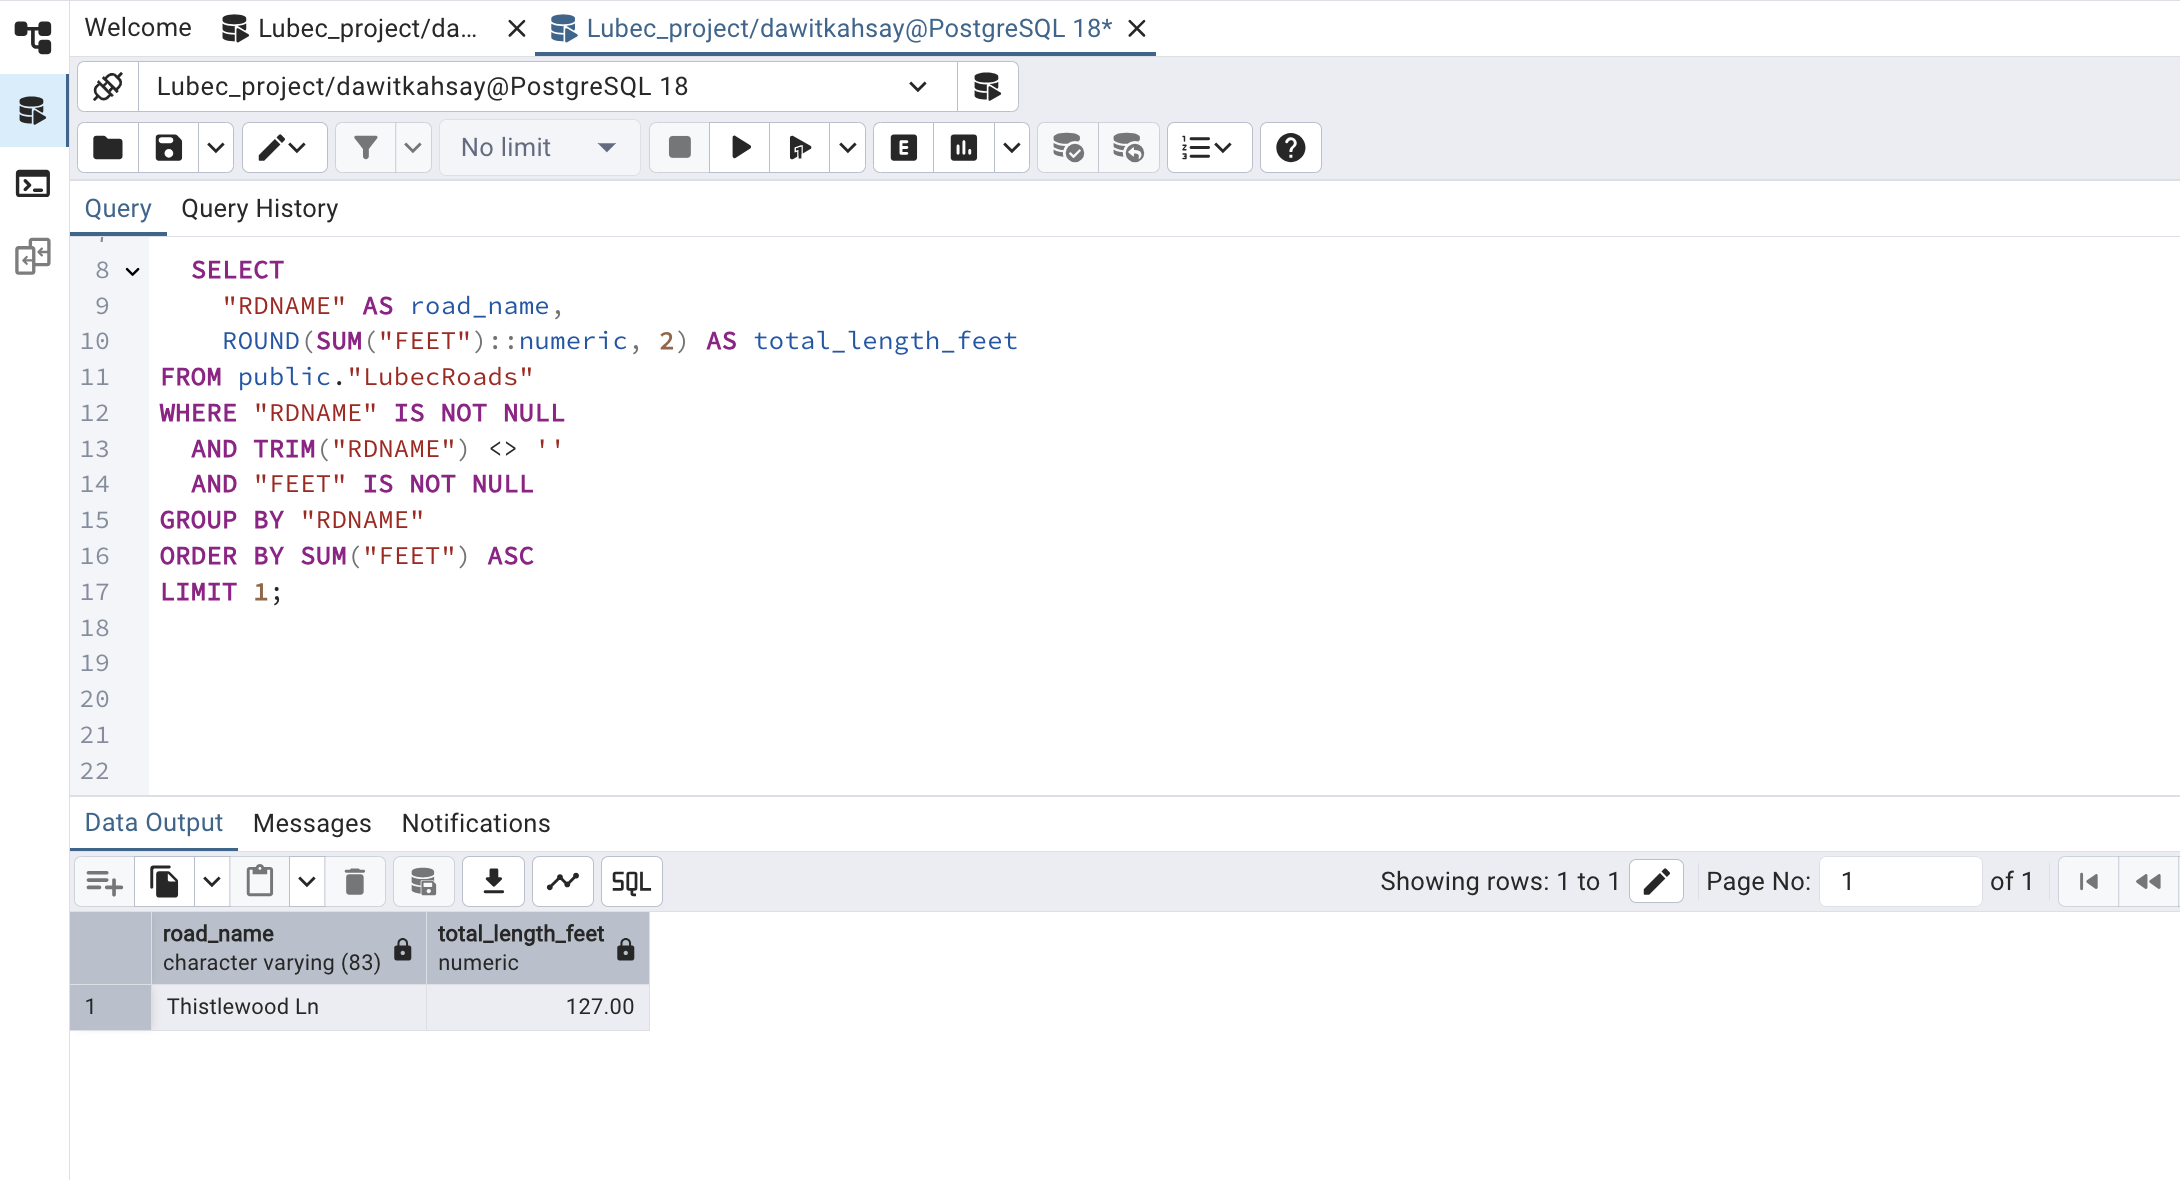 Welcome
Lubec_project/da...
Lubec_project/dawitkahsay@PostgreSQL 18*
Lubec_project/dawitkahsay@PostgreSQL 18
No limit
E
Query
Query History
8 SELECT
9 "RDNAME" AS road_name,
10 ROUND(SUM("FEET")::numeric, 2) AS total_length_feet
11 FROM public."LubecRoads"
12 WHERE "RDNAME" IS NOT NULL
13 AND TRIM("RDNAME") <> ''
14 AND "FEET" IS NOT NULL
15 GROUP BY "RDNAME"
16 ORDER BY SUM("FEET") ASC
17 LIMIT 1;
18
19
20
21
22
Data Output
Messages
Notifications
SQL
Showing rows: 1 to 1
Page No: 1 of 1
road_name
character varying (83)
total_length_feet
numeric
1 Thistlewood Ln 127.00